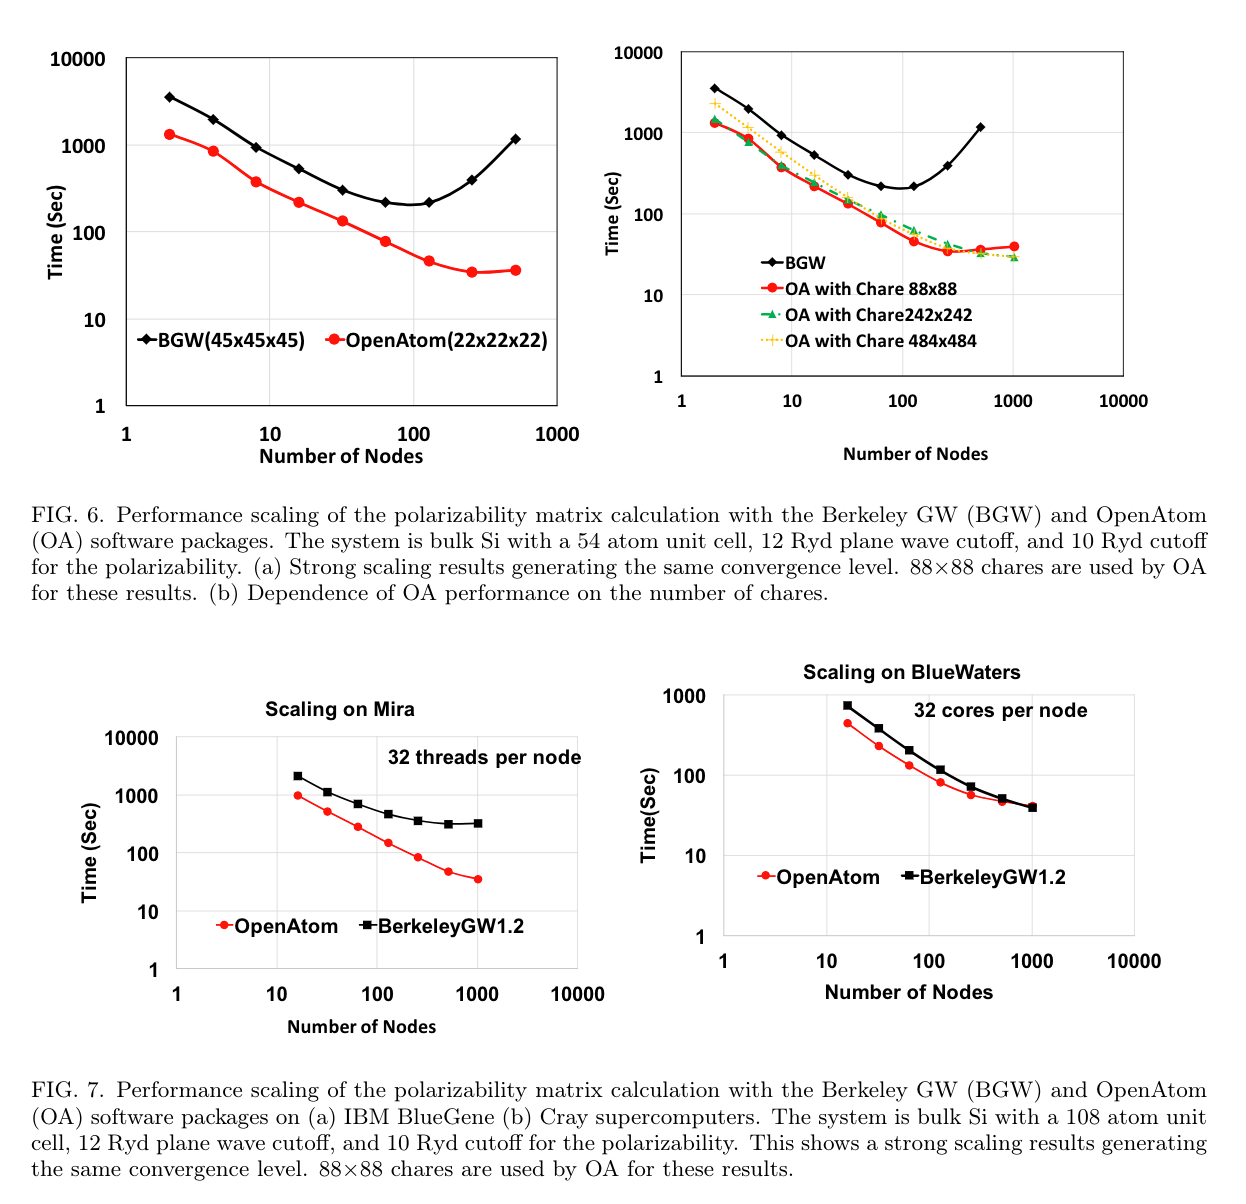 10000
1000
100
10
1
Time (Sec)
BGW(45x45x45) OpenAtom(22x22x22)
1 10 100 1000
Number of Nodes
10000
1000
100
10
1
Time (Sec)
BGW
OA with Chare 88x88
OA with Chare242x242
OA with Chare 484x484
1 10 100 1000 10000
Number of Nodes
FIG. 6. Performance scaling of the polarizability matrix calculation with the Berkeley GW (BGW) and OpenAtom
(OA) software packages. The system is bulk Si with a 54 atom unit cell, 12 Ryd plane wave cutoff, and 10 Ryd cutoff
for the polarizability. (a) Strong scaling results generating the same convergence level. 88×88 chares are used by OA
for these results. (b) Dependence of OA performance on the number of chares.
Scaling on Mira
10000
1000
100
10
1
Time (Sec)
32 threads per node
OpenAtom BerkeleyGW1.2
1 10 100 1000 10000
Number of Nodes
Scaling on BlueWaters
1000
100
10
1
Time(Sec)
32 cores per node
OpenAtom BerkeleyGW1.2
1 10 100 1000 10000
Number of Nodes
FIG. 7. Performance scaling of the polarizability matrix calculation with the Berkeley GW (BGW) and OpenAtom
(OA) software packages on (a) IBM BlueGene (b) Cray supercomputers. The system is bulk Si with a 108 atom unit
cell, 12 Ryd plane wave cutoff, and 10 Ryd cutoff for the polarizability. This shows a strong scaling results generating
the same convergence level. 88×88 chares are used by OA for these results.